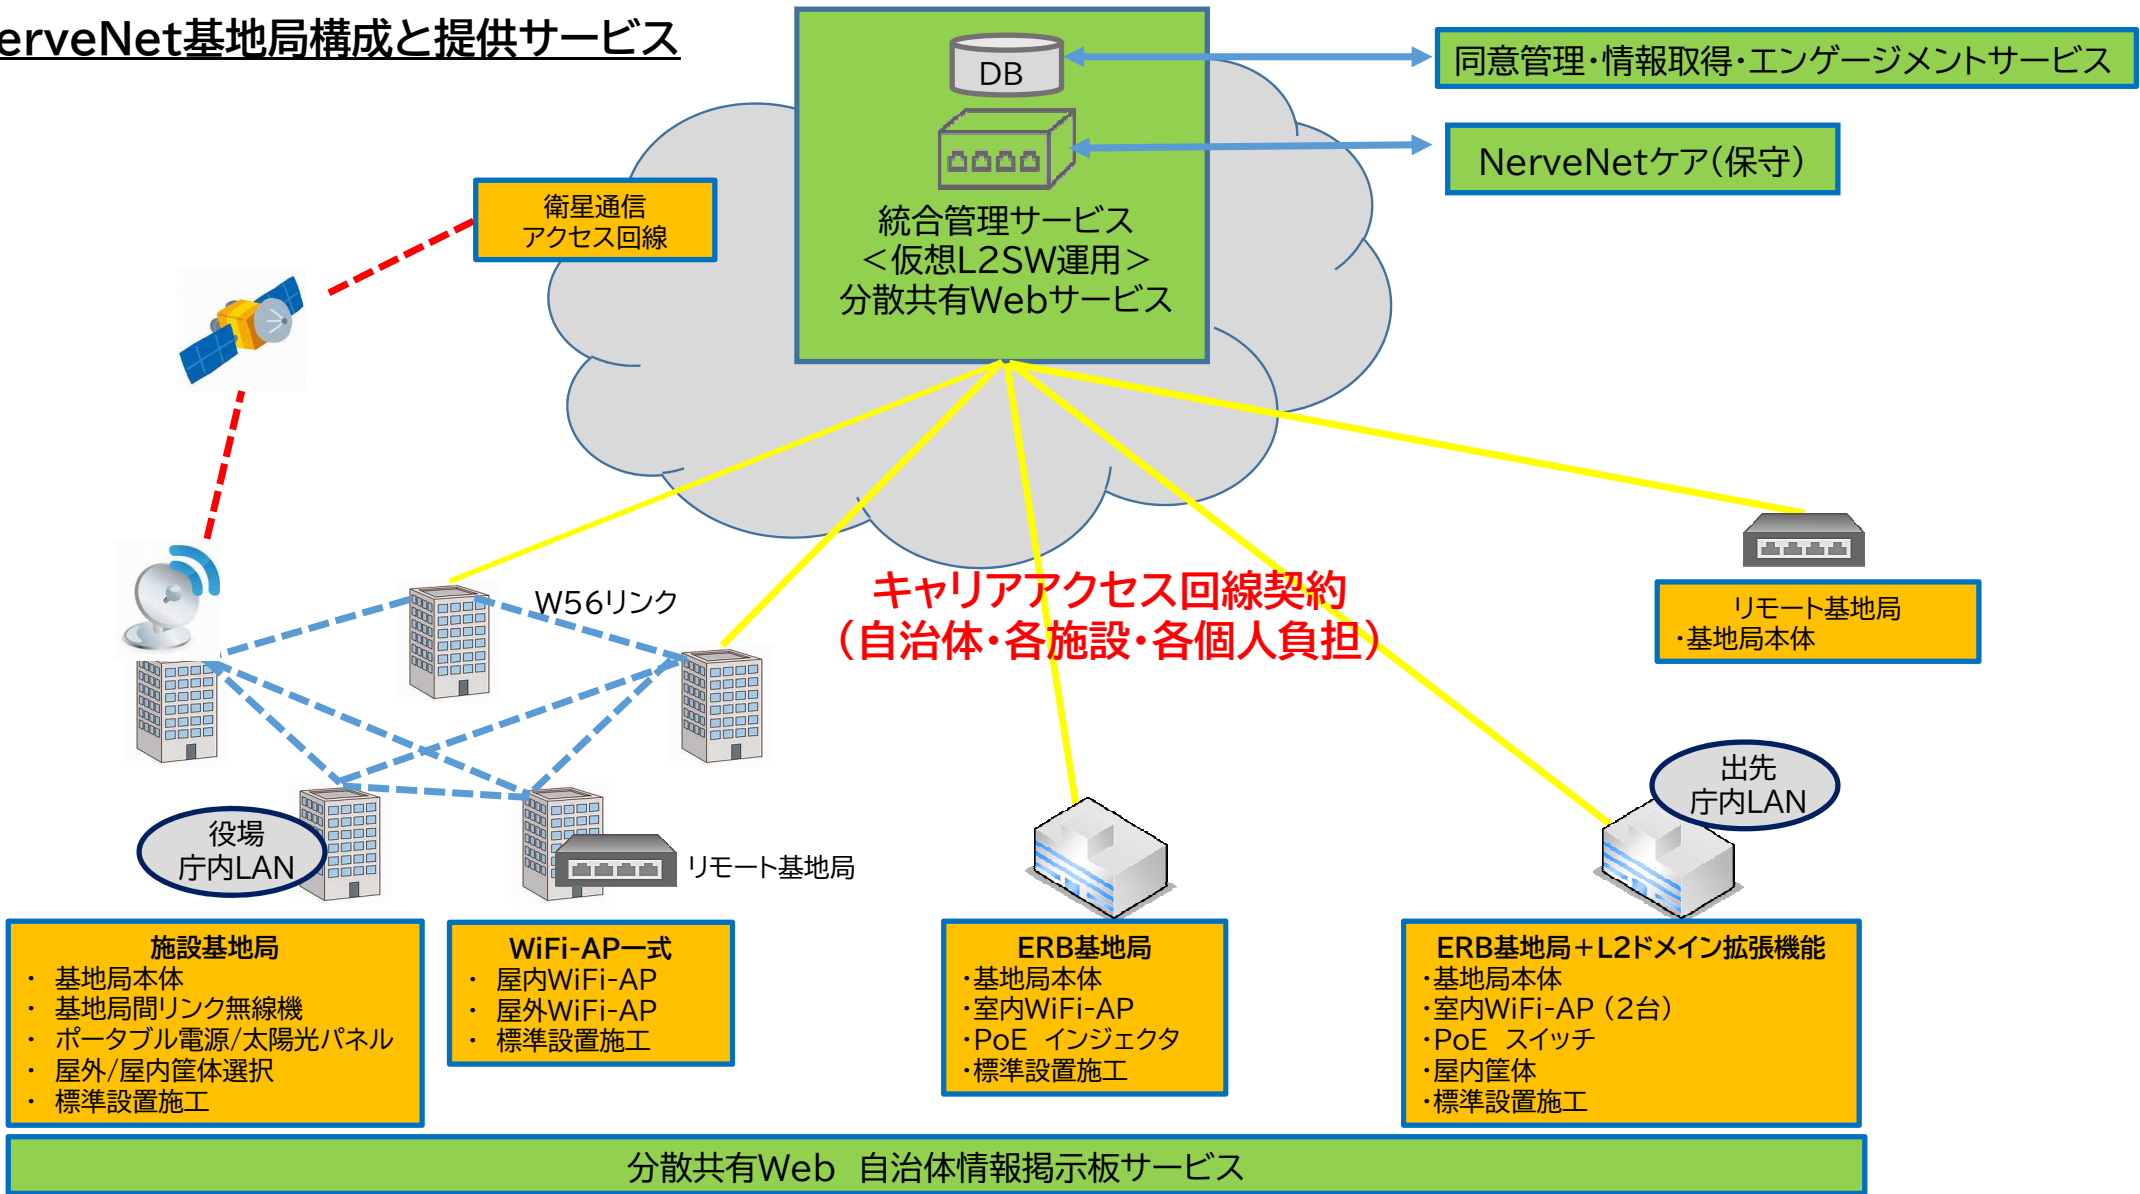 erveNet基地局構成と提供サービス
DB
同意管理・情報取得・エンゲージメントサービス
NerveNetケア(保守)
統合管理サービス
<仮想L2SW運用>
分散共有Webサービス
衛星通信
アクセス回線
W56リンク
キャリアアクセス回線契約
(自治体・各施設・各個人負担)
リモート基地局
・基地局本体
出先
庁内LAN
役場
庁内LAN
リモート基地局
施設基地局
・ 基地局本体
・ 基地局間リンク無線機
・ ポータブル電源/太陽光パネル
・ 屋外/屋内筐体選択
・ 標準設置施工
WiFi-AP一式
・ 屋内WiFi-AP
・ 屋外WiFi-AP
・ 標準設置施工
ERB基地局
・基地局本体
・室内WiFi-AP
・PoE インジェクタ
・標準設置施工
ERB基地局+L2ドメイン拡張機能
・基地局本体
・室内WiFi-AP(2台)
・PoE スイッチ
・屋内筐体
・標準設置施工
分散共有Web 自治体情報掲示板サービス